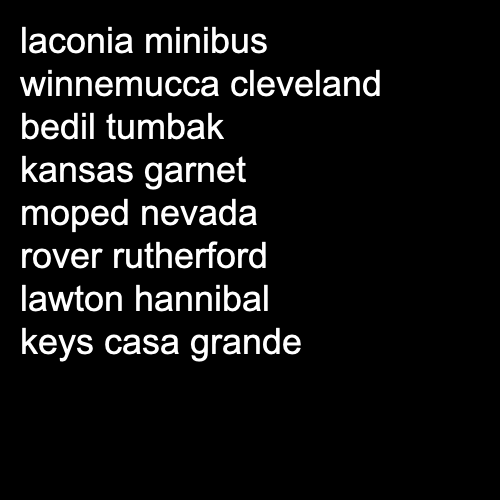 laconia minibus
winnemucca cleveland
bedil tumbak
kansas garnet
moped nevada
rover rutherford
lawton hannibal
keys casa grande